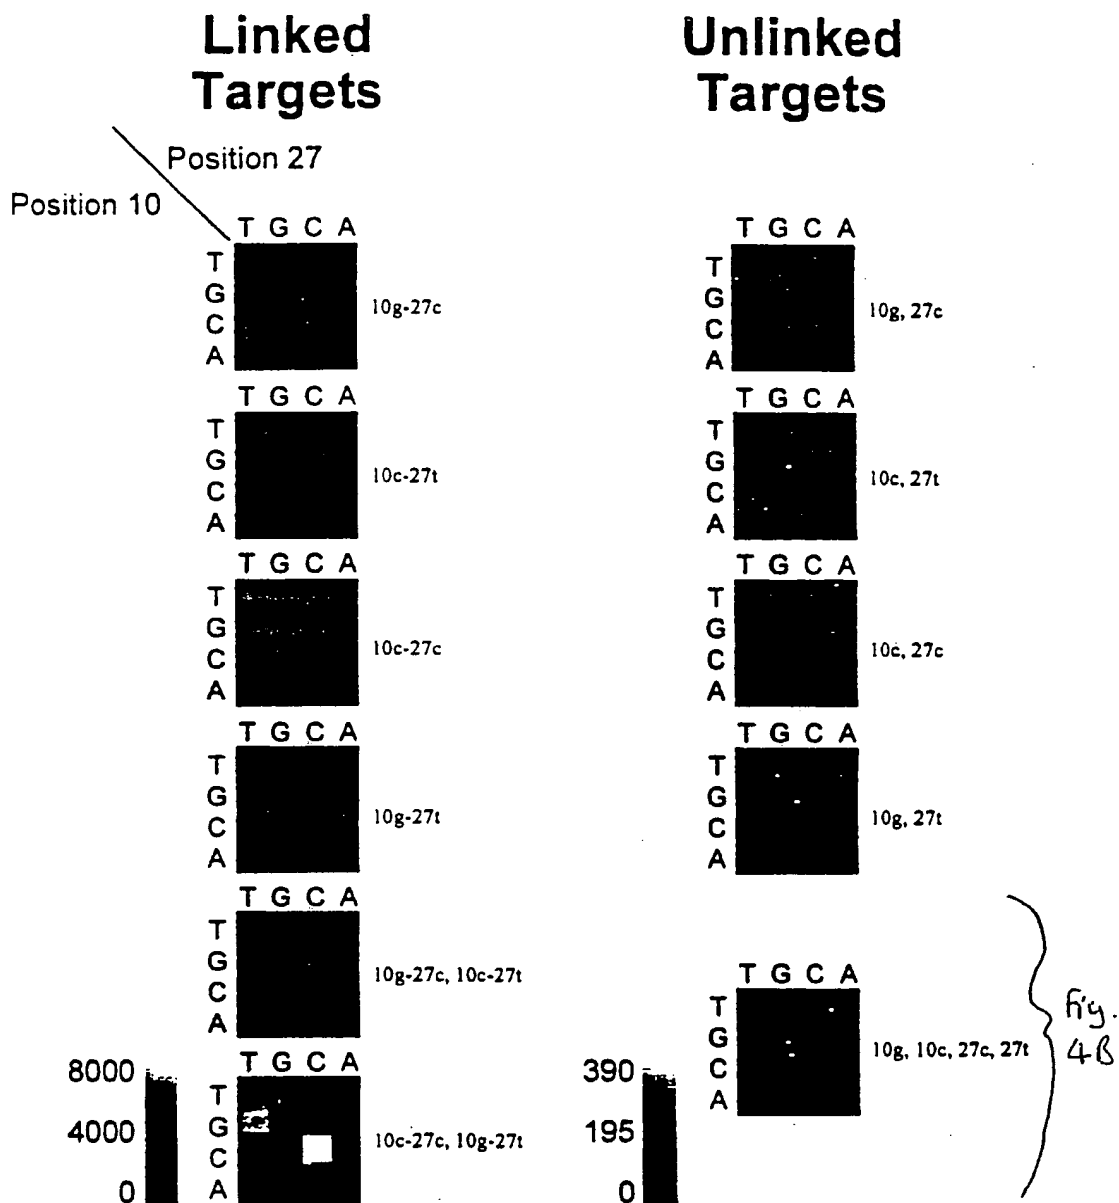 Linked
Targets
Position 27
Position 10
T G C A
T
G
C
A
10g-27c
T G C A
T
G
C
A
10c-27t
T G C A
T
G
C
A
10c-27c
T G C A
T
G
C
A
10g-27t
T G C A
T
G
C
A
10g-27c, 10c-27t
T G C A
T
G
C
A
10c-27c, 10g-27t
8000
4000
0
Unlinked
Targets
T G C A
T
G
C
A
10g, 27c
T G C A
T
G
C
A
10c, 27t
T G C A
T
G
C
A
10c, 27c
T G C A
T
G
C
A
10g, 27t
T G C A
T
G
C
A
10g, 10c, 27c, 27t
390
195
0
Fig.
4B